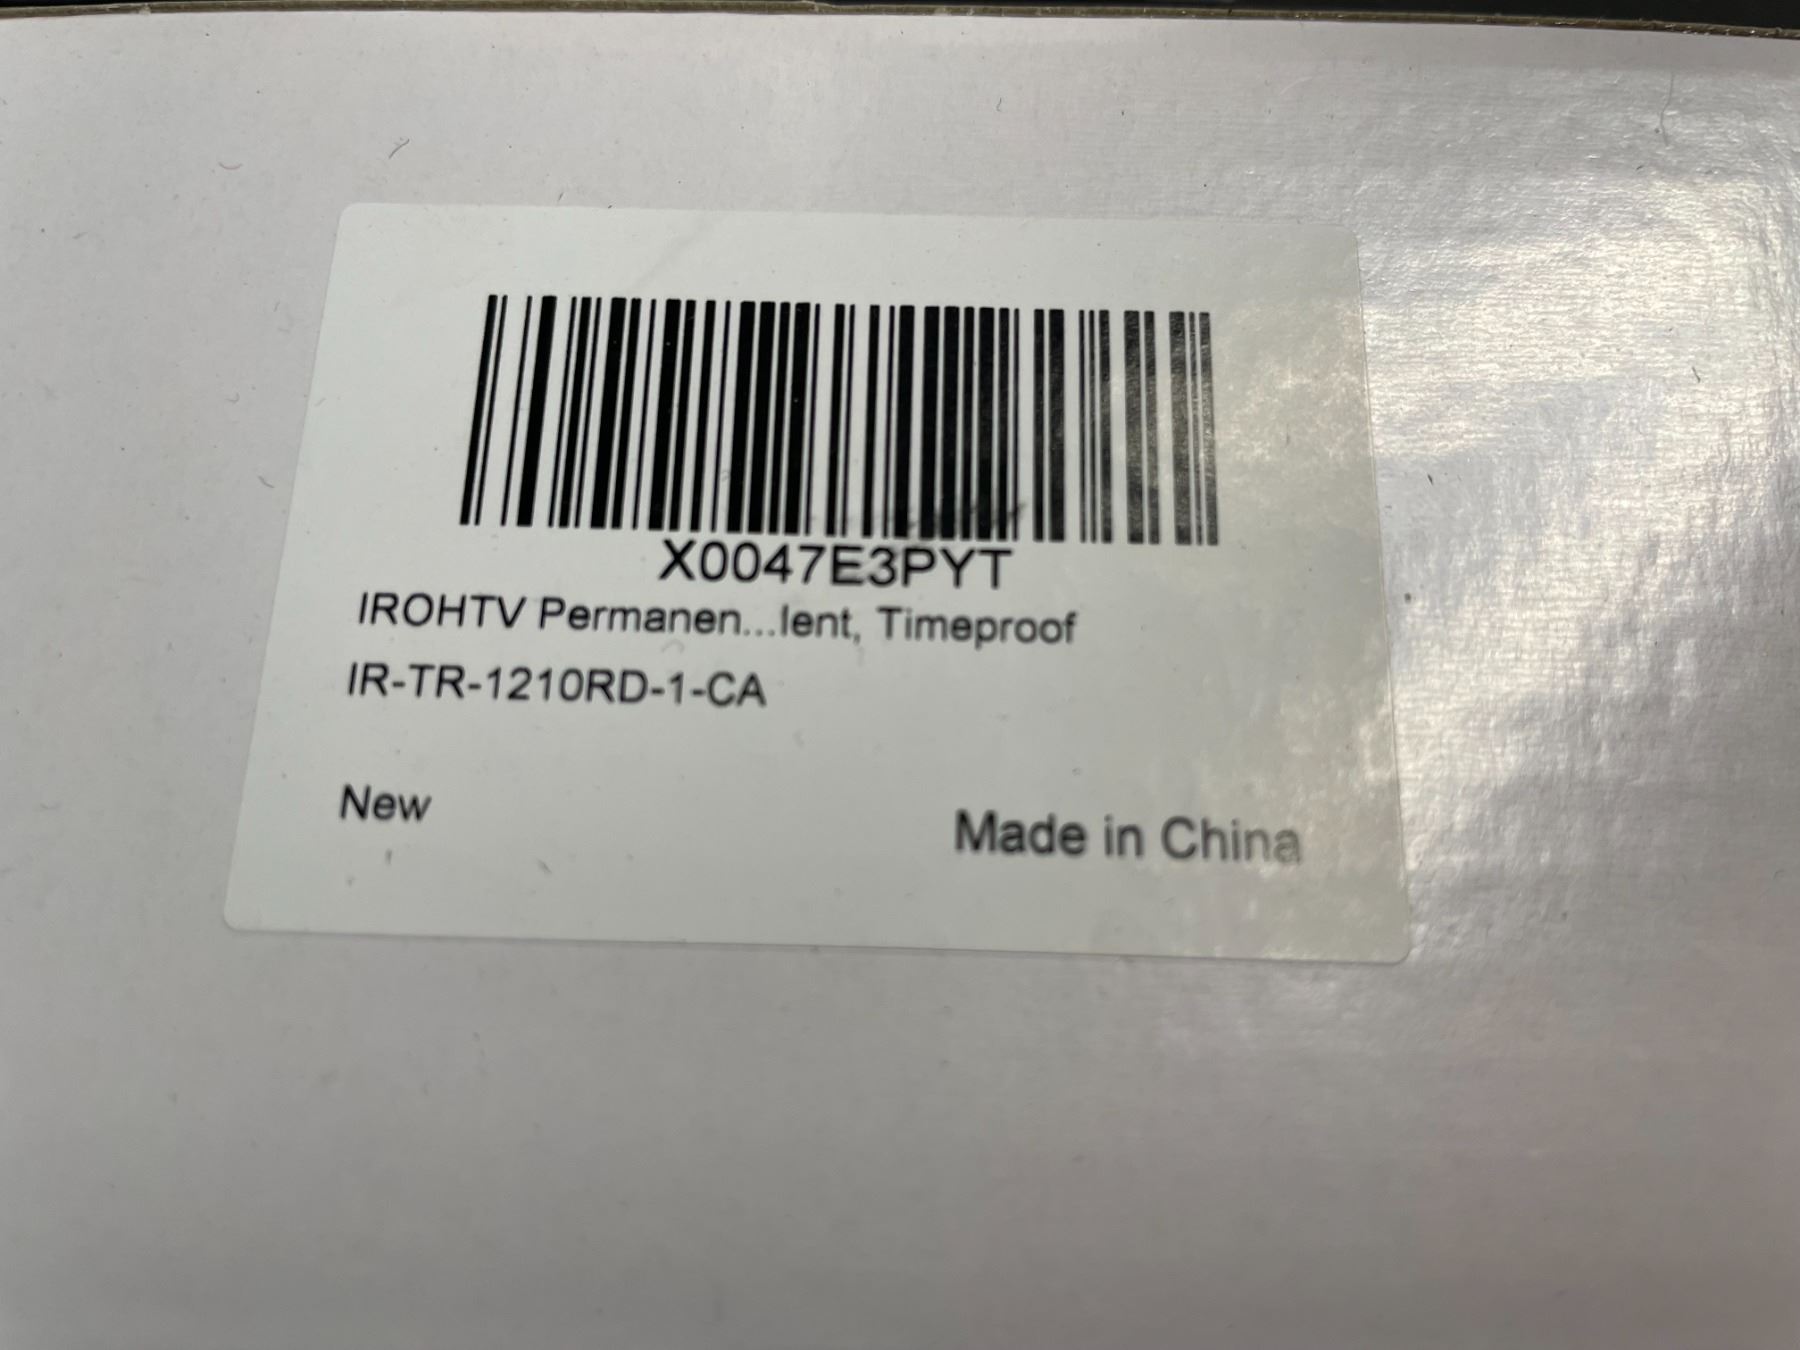 X0047E3PYT
IROHTV Permanen...lent, Timeproof
IR-TR-1210RD-1-CA
New
Made in China